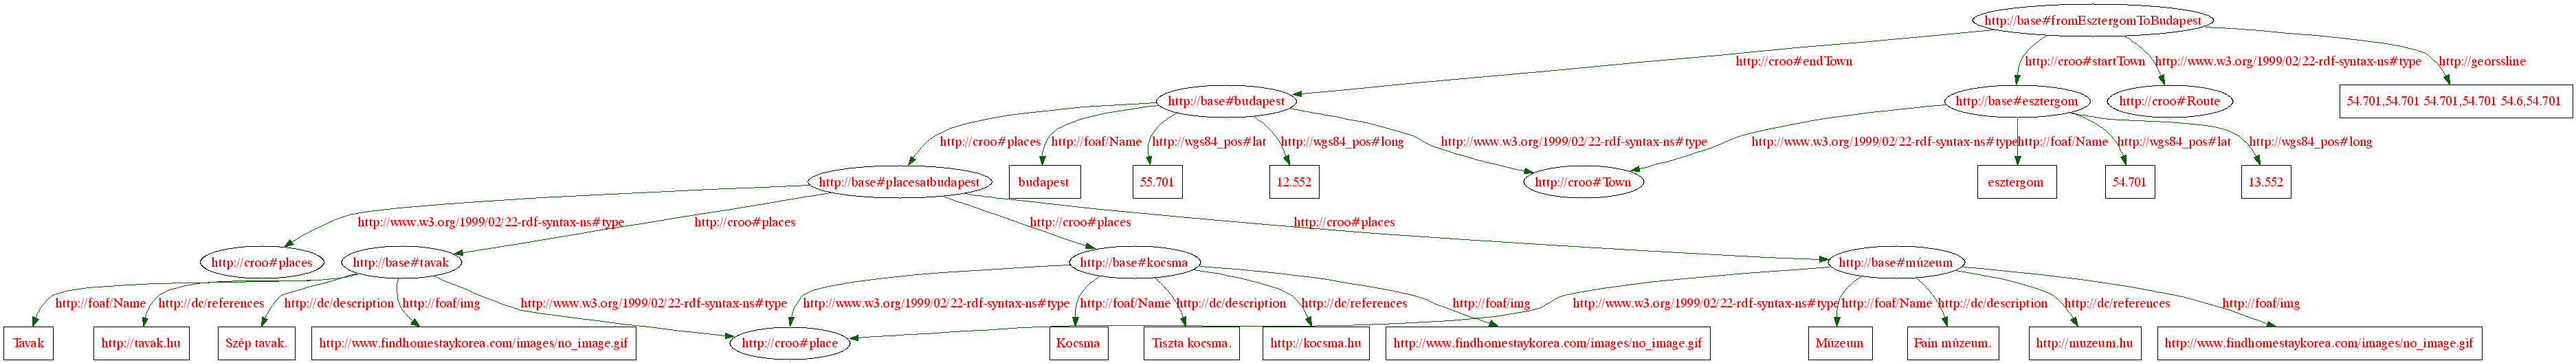 http://base#fromEsztergomToBudapest
http://croo#endTown
http://croo#startTown
http://www.w3.org/1999/02/22-rdf-syntax-ns#type
http://georssline
http://base#budapest
http://base#esztergom
http://croo#Route
54.701,54.701 54.701,54.701 54.6,54.701
http://croo#places
http://foaf/Name
http://wgs84_pos#lat
http://wgs84_pos#long
http://www.w3.org/1999/02/22-rdf-syntax-ns#type
http://www.w3.org/1999/02/22-rdf-syntax-ns#type
http://foaf/Name
http://wgs84_pos#lat
http://wgs84_pos#long
http://base#placesatbudapest
budapest
55.701
12.552
http://croo#Town
esztergom
54.701
13.552
http://www.w3.org/1999/02/22-rdf-syntax-ns#type
http://croo#places
http://croo#places
http://croo#places
http://croo#places
http://base#tavak
http://base#kocsma
http://base#múzeum
http://foaf/Name
http://dc/references
http://dc/description
http://foaf/img
http://www.w3.org/1999/02/22-rdf-syntax-ns#type
http://www.w3.org/1999/02/22-rdf-syntax-ns#type
http://foaf/Name
http://dc/description
http://dc/references
http://foaf/img
http://www.w3.org/1999/02/22-rdf-syntax-ns#type
http://foaf/Name
http://dc/description
http://dc/references
http://foaf/img
Tavak
http://tavak.hu
Szép tavak.
http://www.findhomestaykorea.com/images/no_image.gif
http://croo#place
Kocsma
Tiszta kocsma.
http://kocsma.hu
http://www.findhomestaykorea.com/images/no_image.gif
Múzeum
Fain múzeum.
http://muzeum.hu
http://www.findhomestaykorea.com/images/no_image.gif